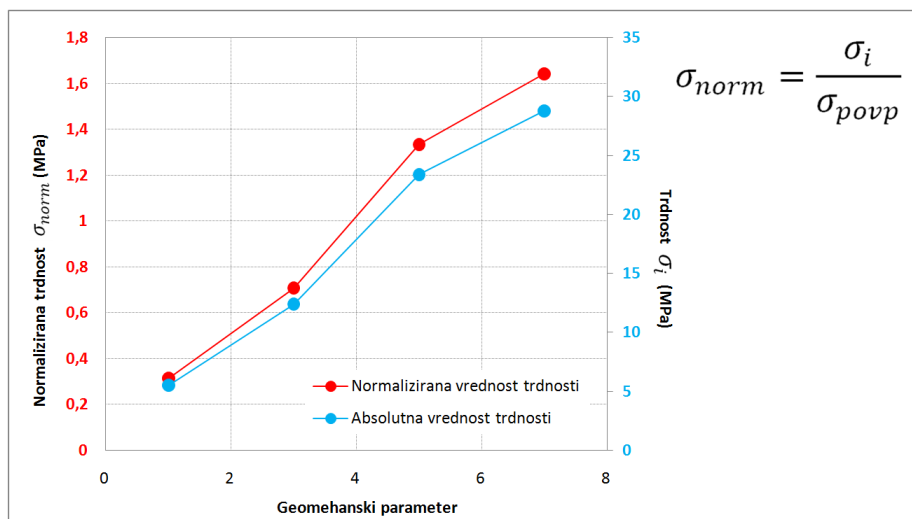 1,8
1,6
1,4
1,2
1
0,8
0,6
0,4
0,2
0
Normalizirana trdnost σnorm (MPa)
35
30
25
20
15
10
5
0
Trdnost σi (MPa)
0 2 4 6 8
Geomehanski parameter
Normalizirana vrednost trdnosti
Absolutna vrednost trdnosti
σnorm = σi / σpovp